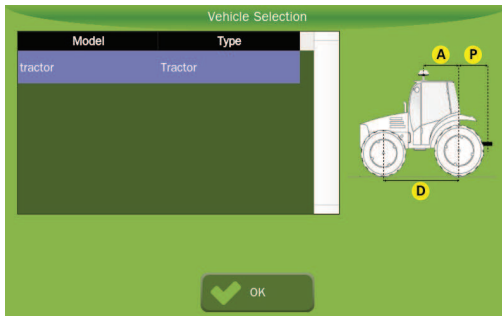 Vehicle Selection
Model Type
tractor Tractor
A P
D
OK